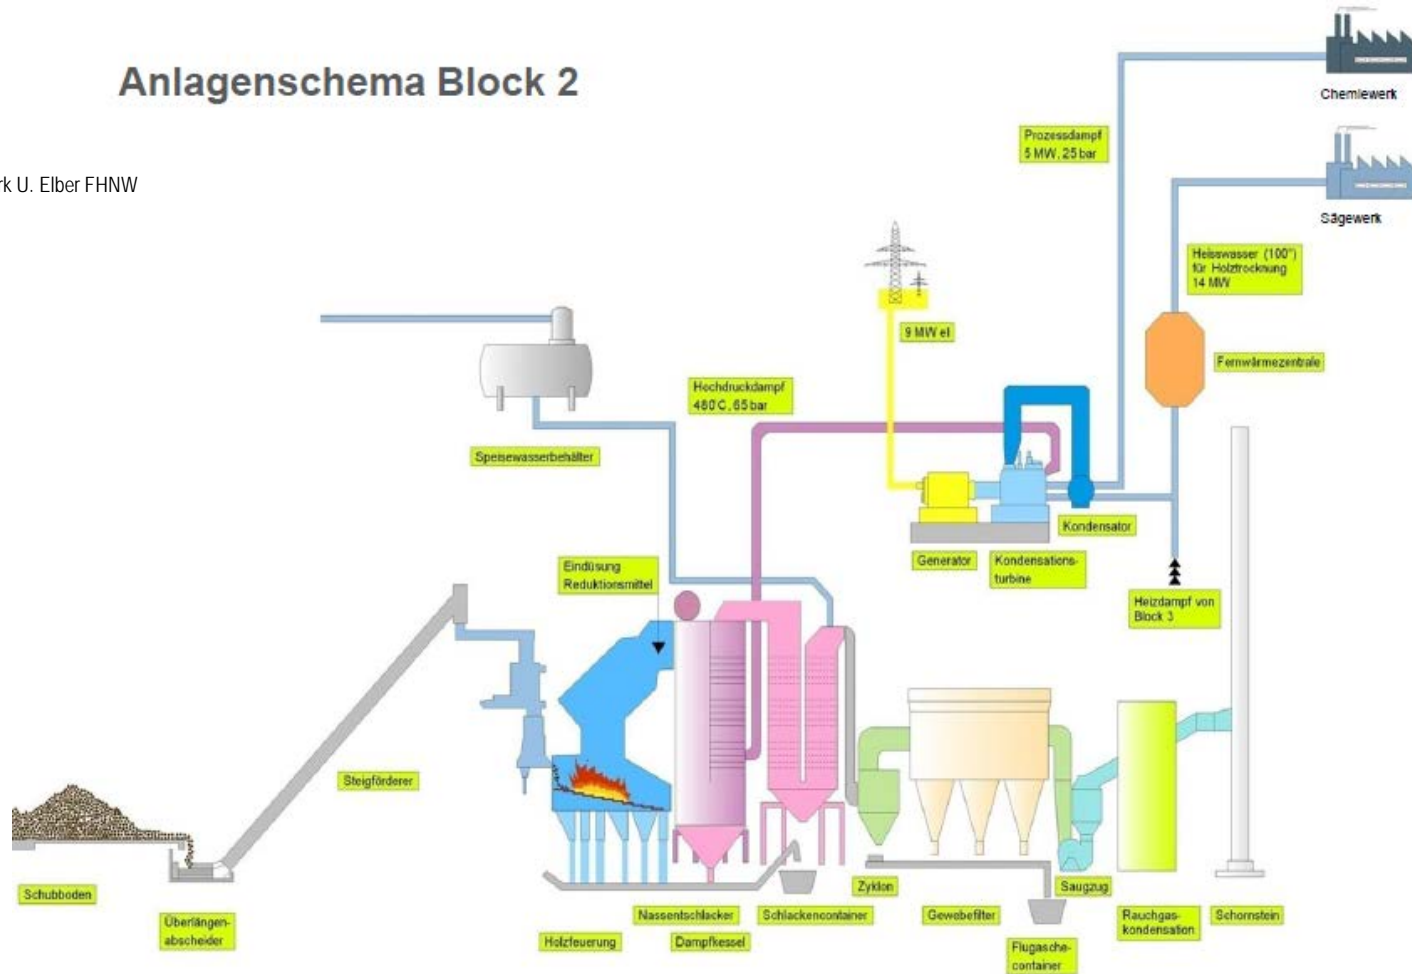 Anlagenschema Block 2
rk U. Elber FHNW
Chemiewerk
Prozessdampf
5 MW, 25 bar
Sägewerk
Heisswasser (100°)
für Holztrocknung
14 MW
9 MW el
Fernwärmezentrale
Hochdruckdampf
480°C, 65 bar
Speisewasserbehälter
Kondensator
Generator
Kondensations-
turbine
Eindüsung
Reduktionsmittel
Heizdampf von
Block 3
Steigförderer
Schubboden
Überlängen-
abscheider
Holzfeuerung
Nassentschlacker
Dampfkessel
Schlackencontainer
Zyklon
Gewebefilter
Flugasche-
container
Saugzug
Rauchgas-
kondensation
Schornstein